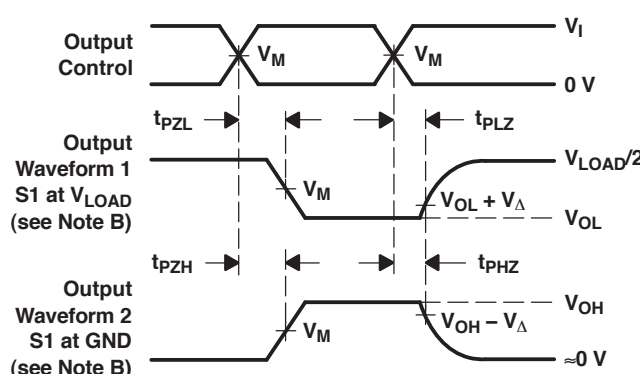 Output
Control
V_M
V_M
V_I
0 V
t_PZL
t_PLZ
Output
Waveform 1
S1 at V_LOAD
(see Note B)
V_M
V_LOAD/2
V_OL + V_Δ
V_OL
t_PZH
t_PHZ
Output
Waveform 2
S1 at GND
(see Note B)
V_M
V_OH
V_OH – V_Δ
≈0 V